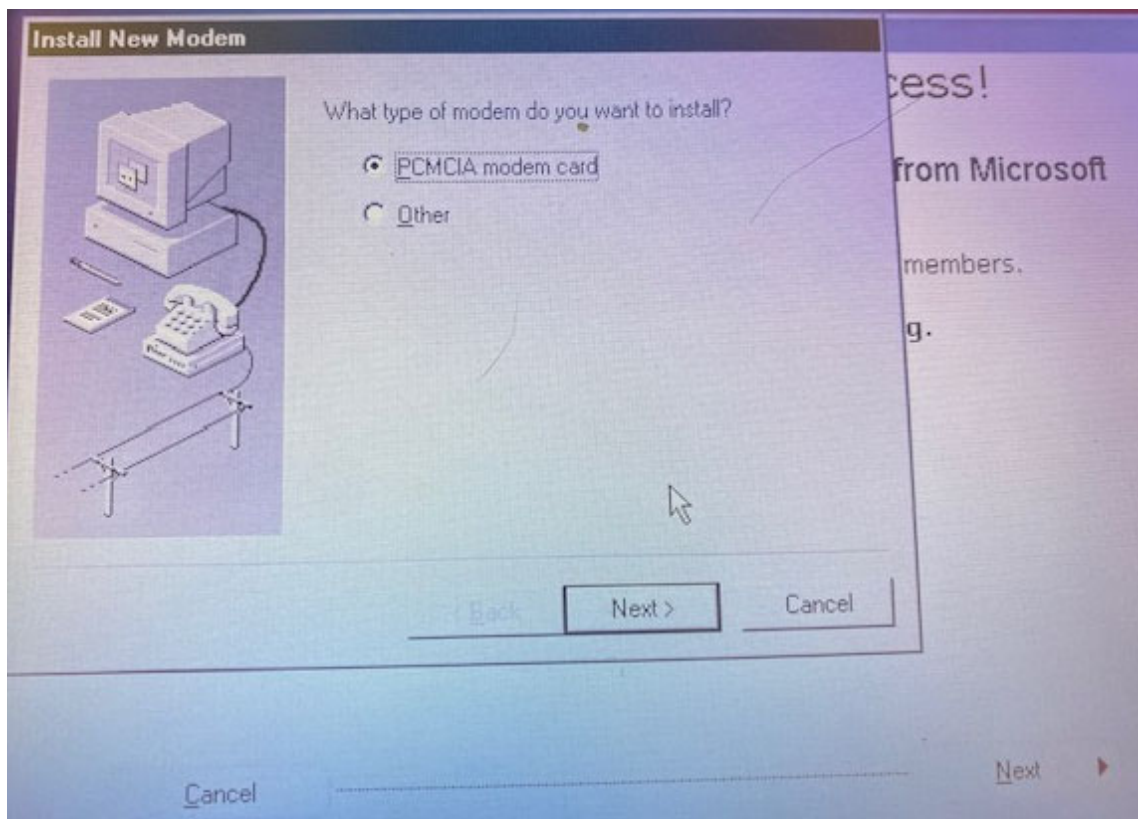 Install New Modem
cess!
What type of modem do you want to install?
PCMCIA modem card
from Microsoft
Other
members.
g.
< Back
Next >
Cancel
Next
Cancel